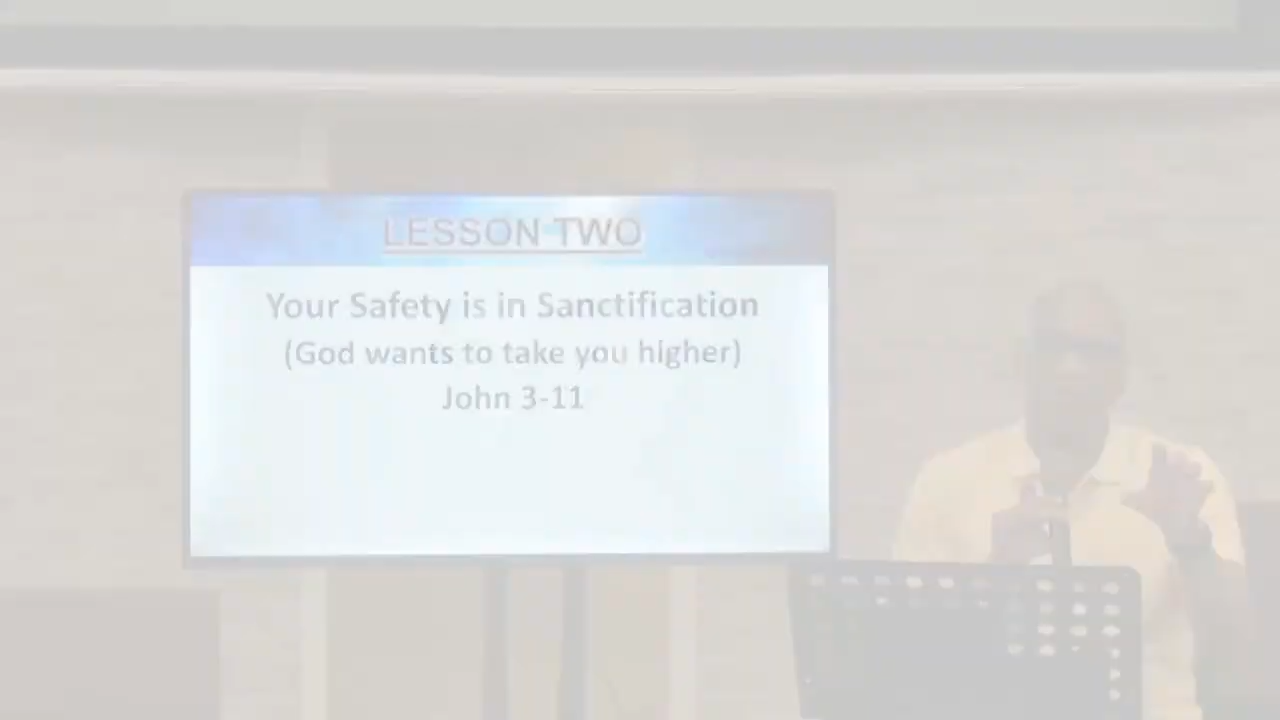 LESSON TWO
Your Safety is in Sanctification
(God wants to take you higher)
John 3-11